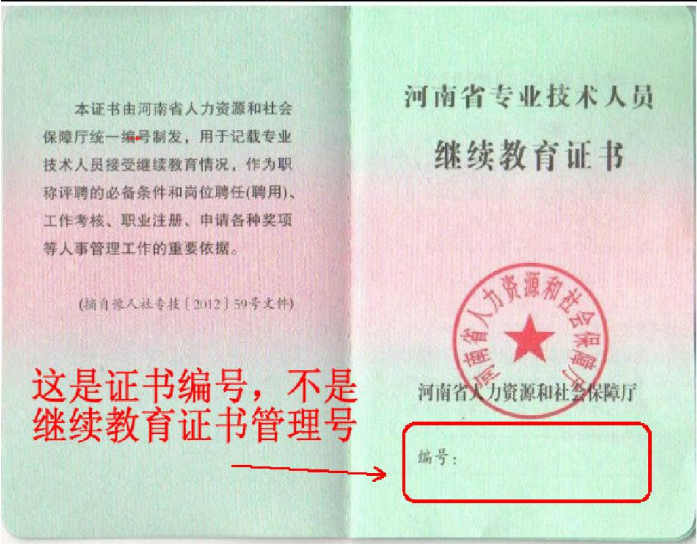 本证书由河南省人力资源和社会
保障厅统一编号制发，用于记载专业
技术人员接受继续教育情况，作为职
称评聘的必备条件和岗位聘任(聘用)、
工作考核、职业注册、申请各种奖项
等人事管理工作的重要依据。
(摘自豫人社专技〔2012〕59号文件)
这是证书编号，不是
继续教育证书管理号
河南省专业技术人员
继续教育证书
河南省人力资源和社会保障厅
河南省人力资源和社会保障厅
编号：